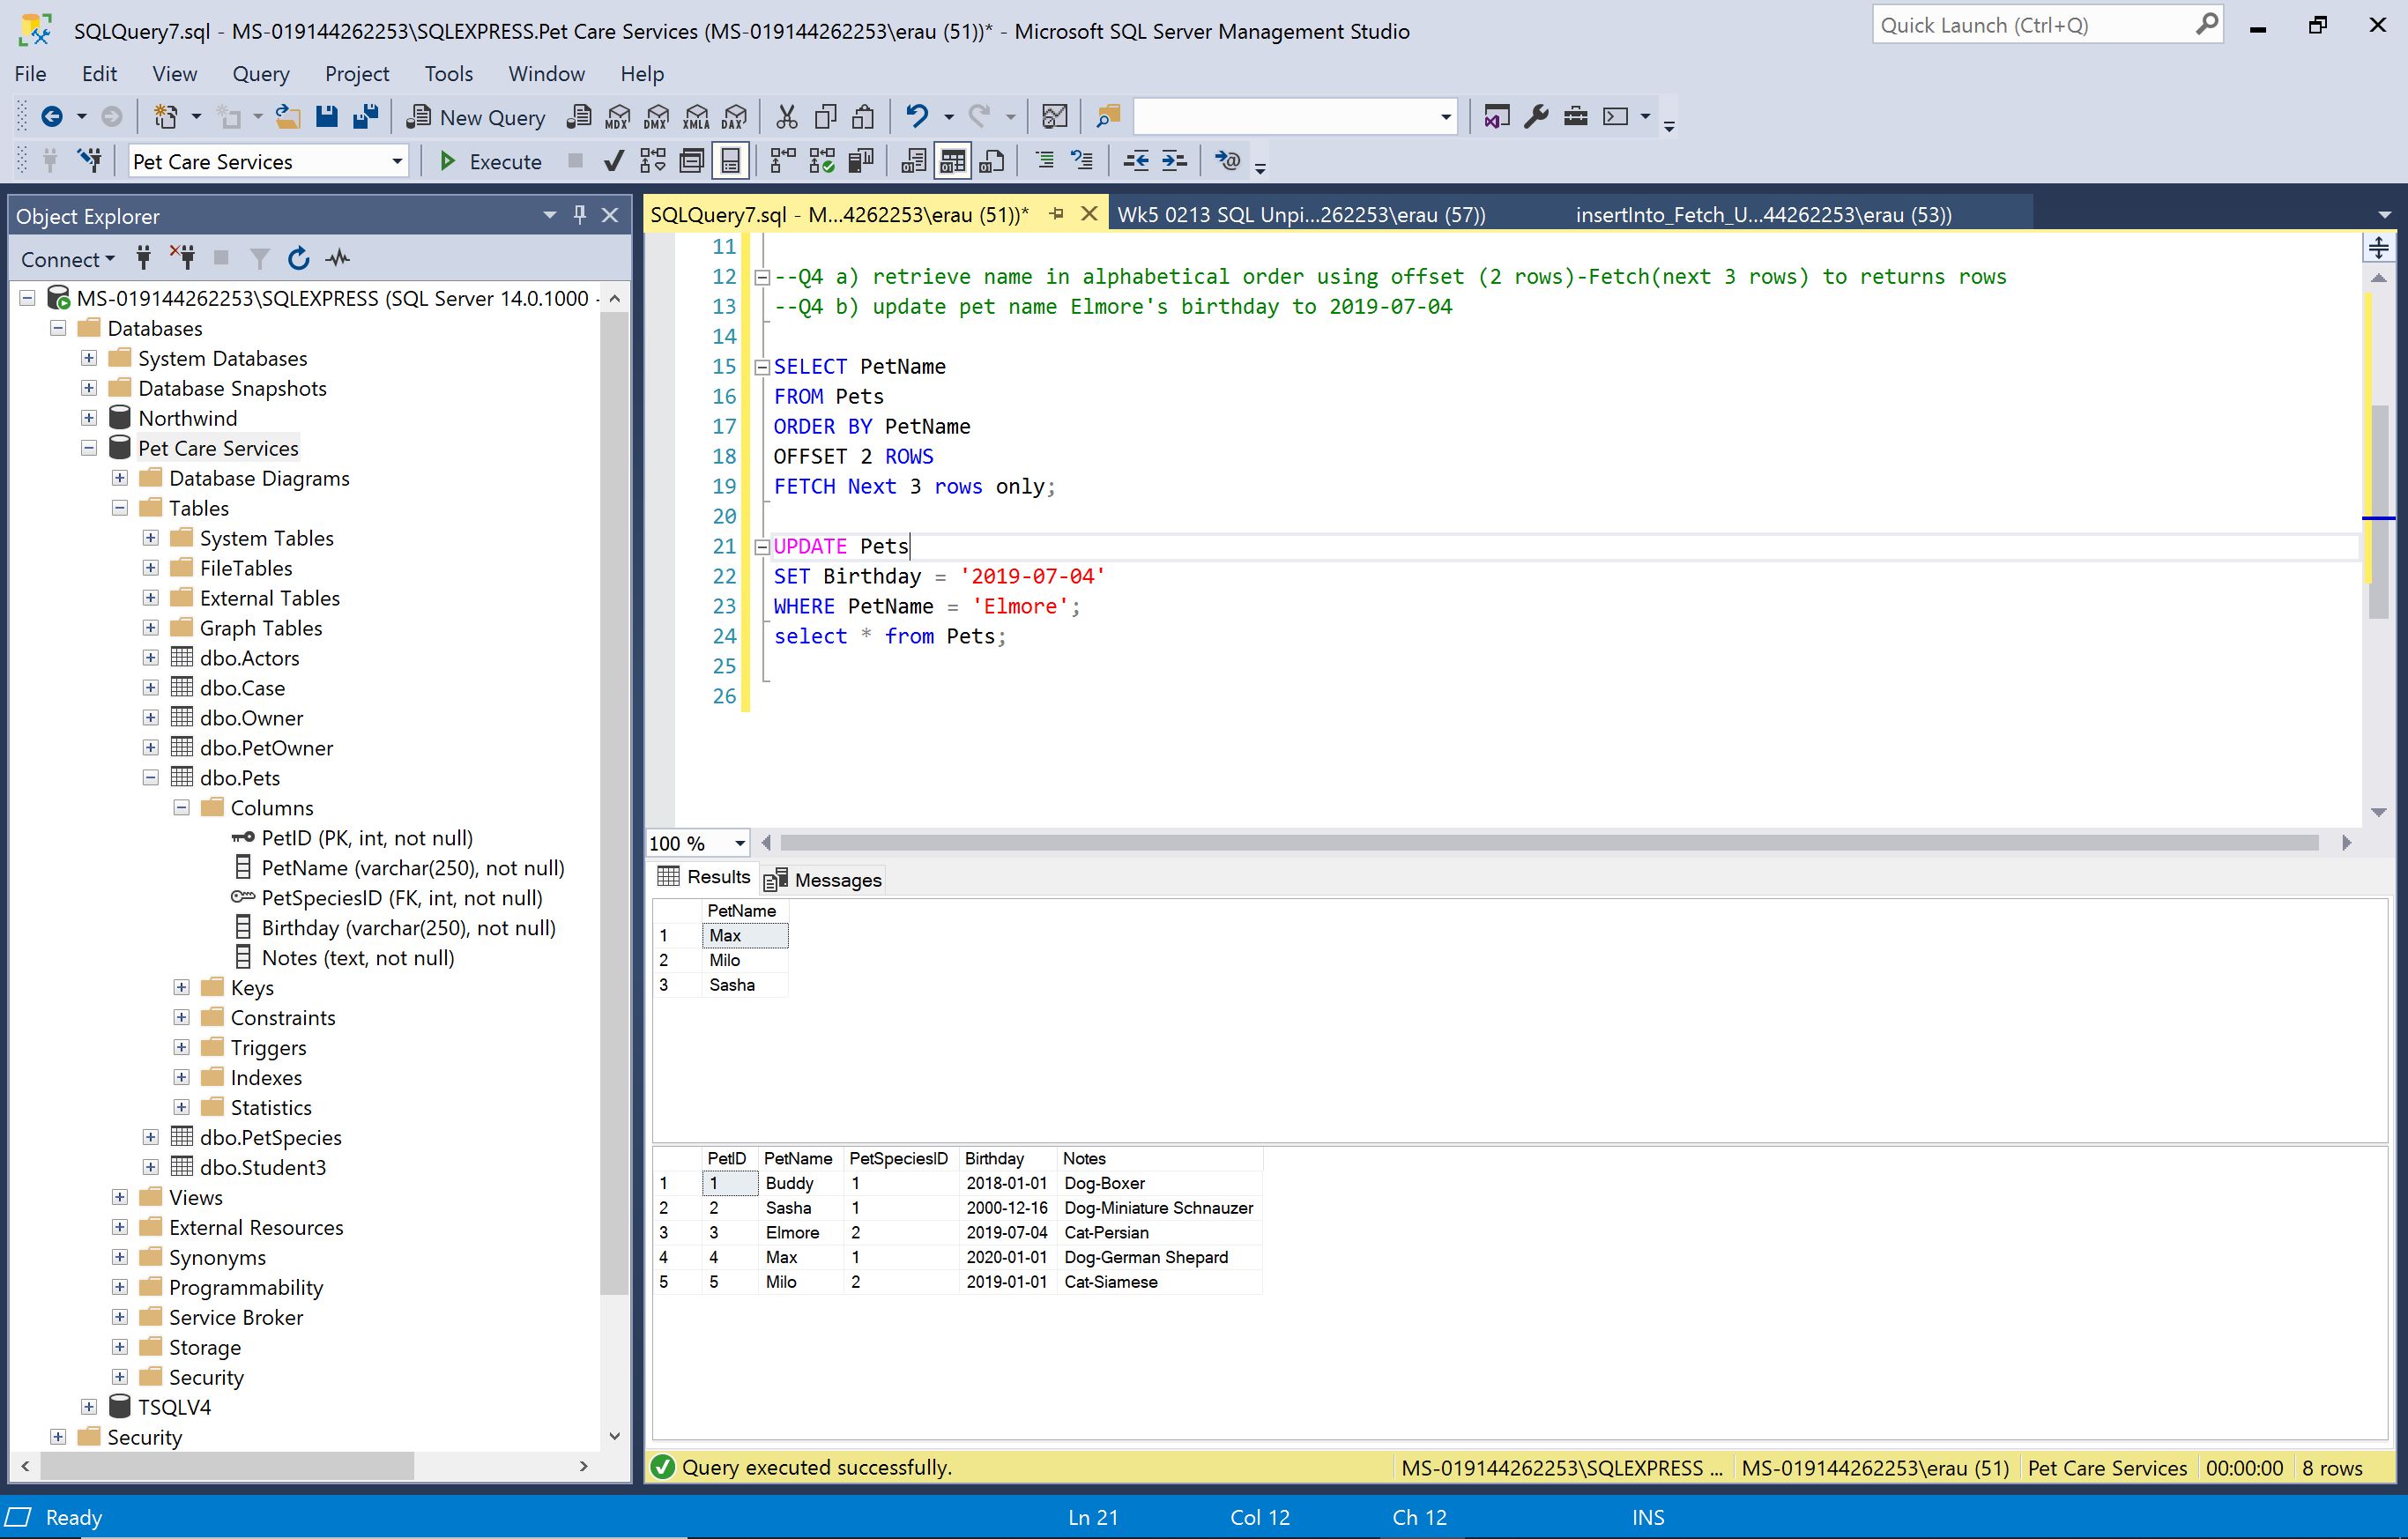 SQLQuery7.sql - MS-019144262253\SQLEXPRESS.Pet Care Services (MS-019144262253\erau (51))* - Microsoft SQL Server Management Studio
Quick Launch (Ctrl+Q)
File Edit View Query Project Tools Window Help
New Query MDX DMX XMLA DAX
Pet Care Services Execute
Object Explorer
Connect
MS-019144262253\SQLEXPRESS (SQL Server 14.0.1000 -
Databases
System Databases
Database Snapshots
Northwind
Pet Care Services
Database Diagrams
Tables
System Tables
FileTables
External Tables
Graph Tables
dbo.Actors
dbo.Case
dbo.Owner
dbo.PetOwner
dbo.Pets
Columns
PetID (PK, int, not null)
PetName (varchar(250), not null)
PetSpeciesID (FK, int, not null)
Birthday (varchar(250), not null)
Notes (text, not null)
Keys
Constraints
Triggers
Indexes
Statistics
dbo.PetSpecies
dbo.Student3
Views
External Resources
Synonyms
Programmability
Service Broker
Storage
Security
TSQLV4
Security
SQLQuery7.sql - M...4262253\erau (51))* Wk5 0213 SQL Unpi...262253\erau (57)) insertInto_Fetch_U...44262253\erau (53))
11
12 --Q4 a) retrieve name in alphabetical order using offset (2 rows)-Fetch(next 3 rows) to returns rows
13 --Q4 b) update pet name Elmore's birthday to 2019-07-04
14
15 SELECT PetName
16 FROM Pets
17 ORDER BY PetName
18 OFFSET 2 ROWS
19 FETCH Next 3 rows only;
20
21 UPDATE Pets
22 SET Birthday = '2019-07-04'
23 WHERE PetName = 'Elmore';
24 select * from Pets;
25
26
100 %
Results Messages
PetName
1 Max
2 Milo
3 Sasha
PetID PetName PetSpeciesID Birthday Notes
1 1 Buddy 1 2018-01-01 Dog-Boxer
2 2 Sasha 1 2000-12-16 Dog-Miniature Schnauzer
3 3 Elmore 2 2019-07-04 Cat-Persian
4 4 Max 1 2020-01-01 Dog-German Shepard
5 5 Milo 2 2019-01-01 Cat-Siamese
Query executed successfully. MS-019144262253\SQLEXPRESS ... MS-019144262253\erau (51) Pet Care Services 00:00:00 8 rows
Ready Ln 21 Col 12 Ch 12 INS